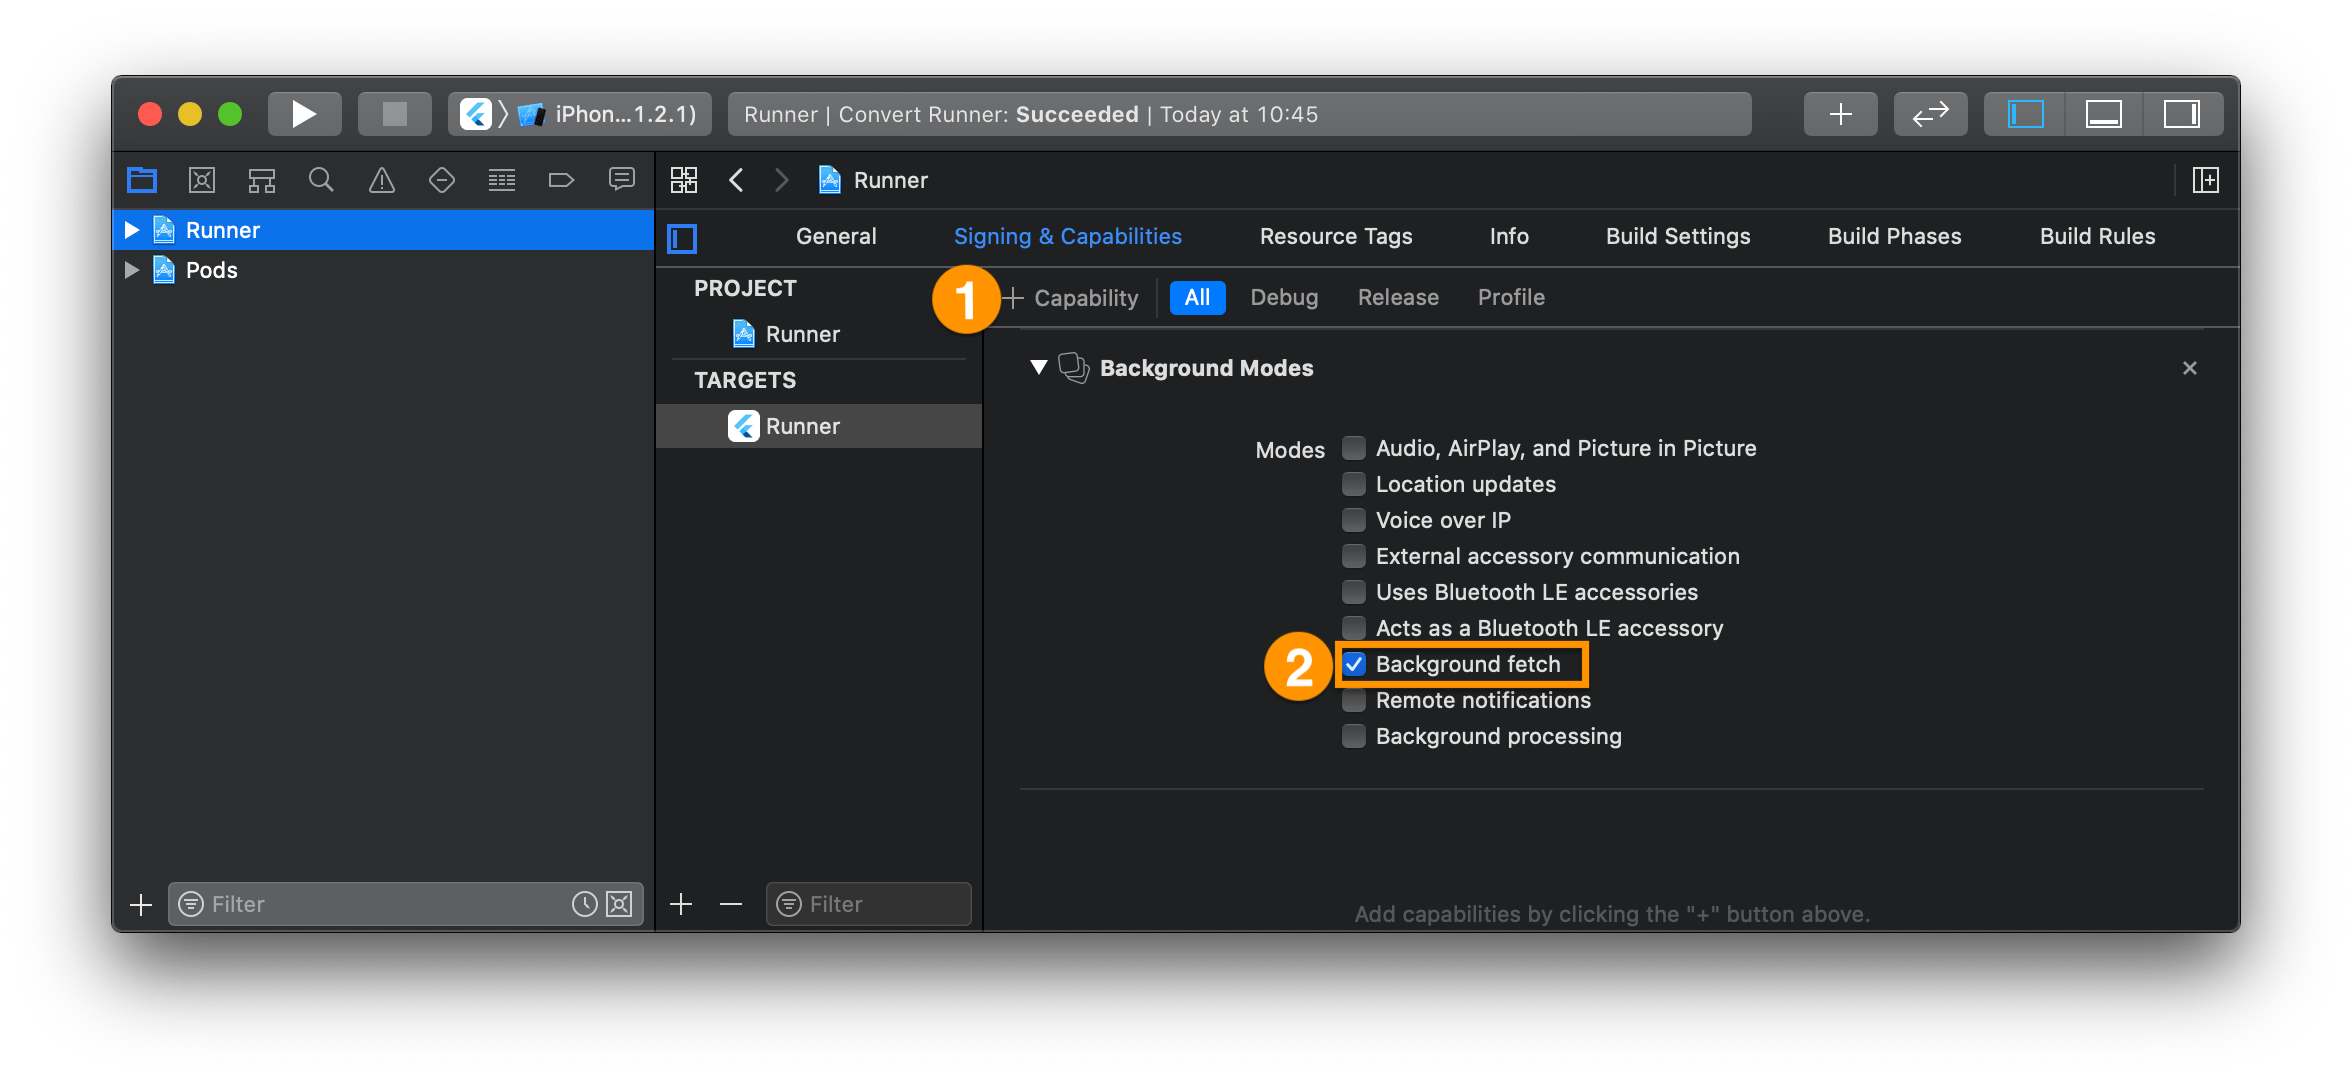 iPhon...1.2.1)
Runner | Convert Runner: Succeeded | Today at 10:45
Runner
Runner
Pods
General Signing & Capabilities Resource Tags Info Build Settings Build Phases Build Rules
PROJECT
Runner
TARGETS
Runner
1 + Capability All Debug Release Profile
Background Modes
Modes
Audio, AirPlay, and Picture in Picture
Location updates
Voice over IP
External accessory communication
Uses Bluetooth LE accessories
Acts as a Bluetooth LE accessory
2 Background fetch
Remote notifications
Background processing
Add capabilities by clicking the "+" button above.
Filter
Filter